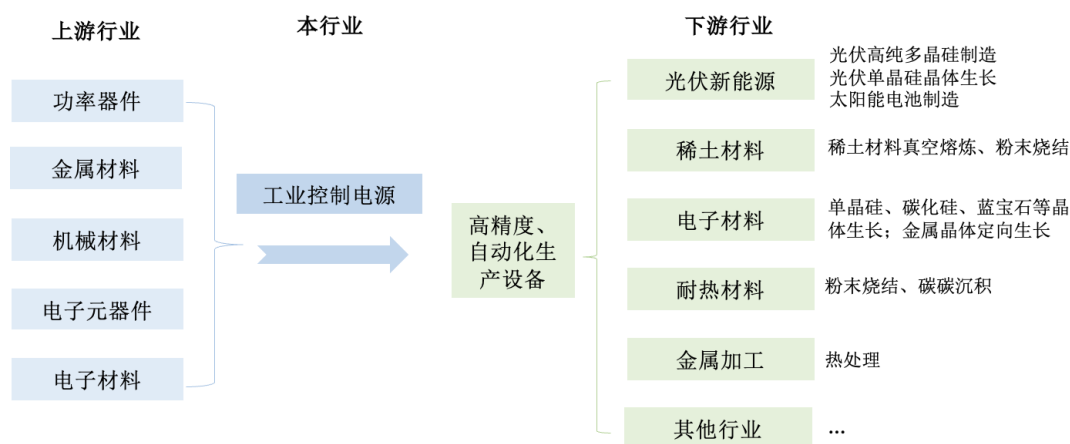 上游行业
本行业
下游行业
功率器件
金属材料
机械材料
电子元器件
电子材料
工业控制电源
高精度、
自动化生
产设备
光伏新能源
光伏高纯多晶硅制造
光伏单晶硅晶体生长
太阳能电池制造
稀土材料
稀土材料真空熔炼、粉末烧结
电子材料
单晶硅、碳化硅、蓝宝石等晶
体生长；金属晶体定向生长
耐热材料
粉末烧结、碳碳沉积
金属加工
热处理
其他行业
...